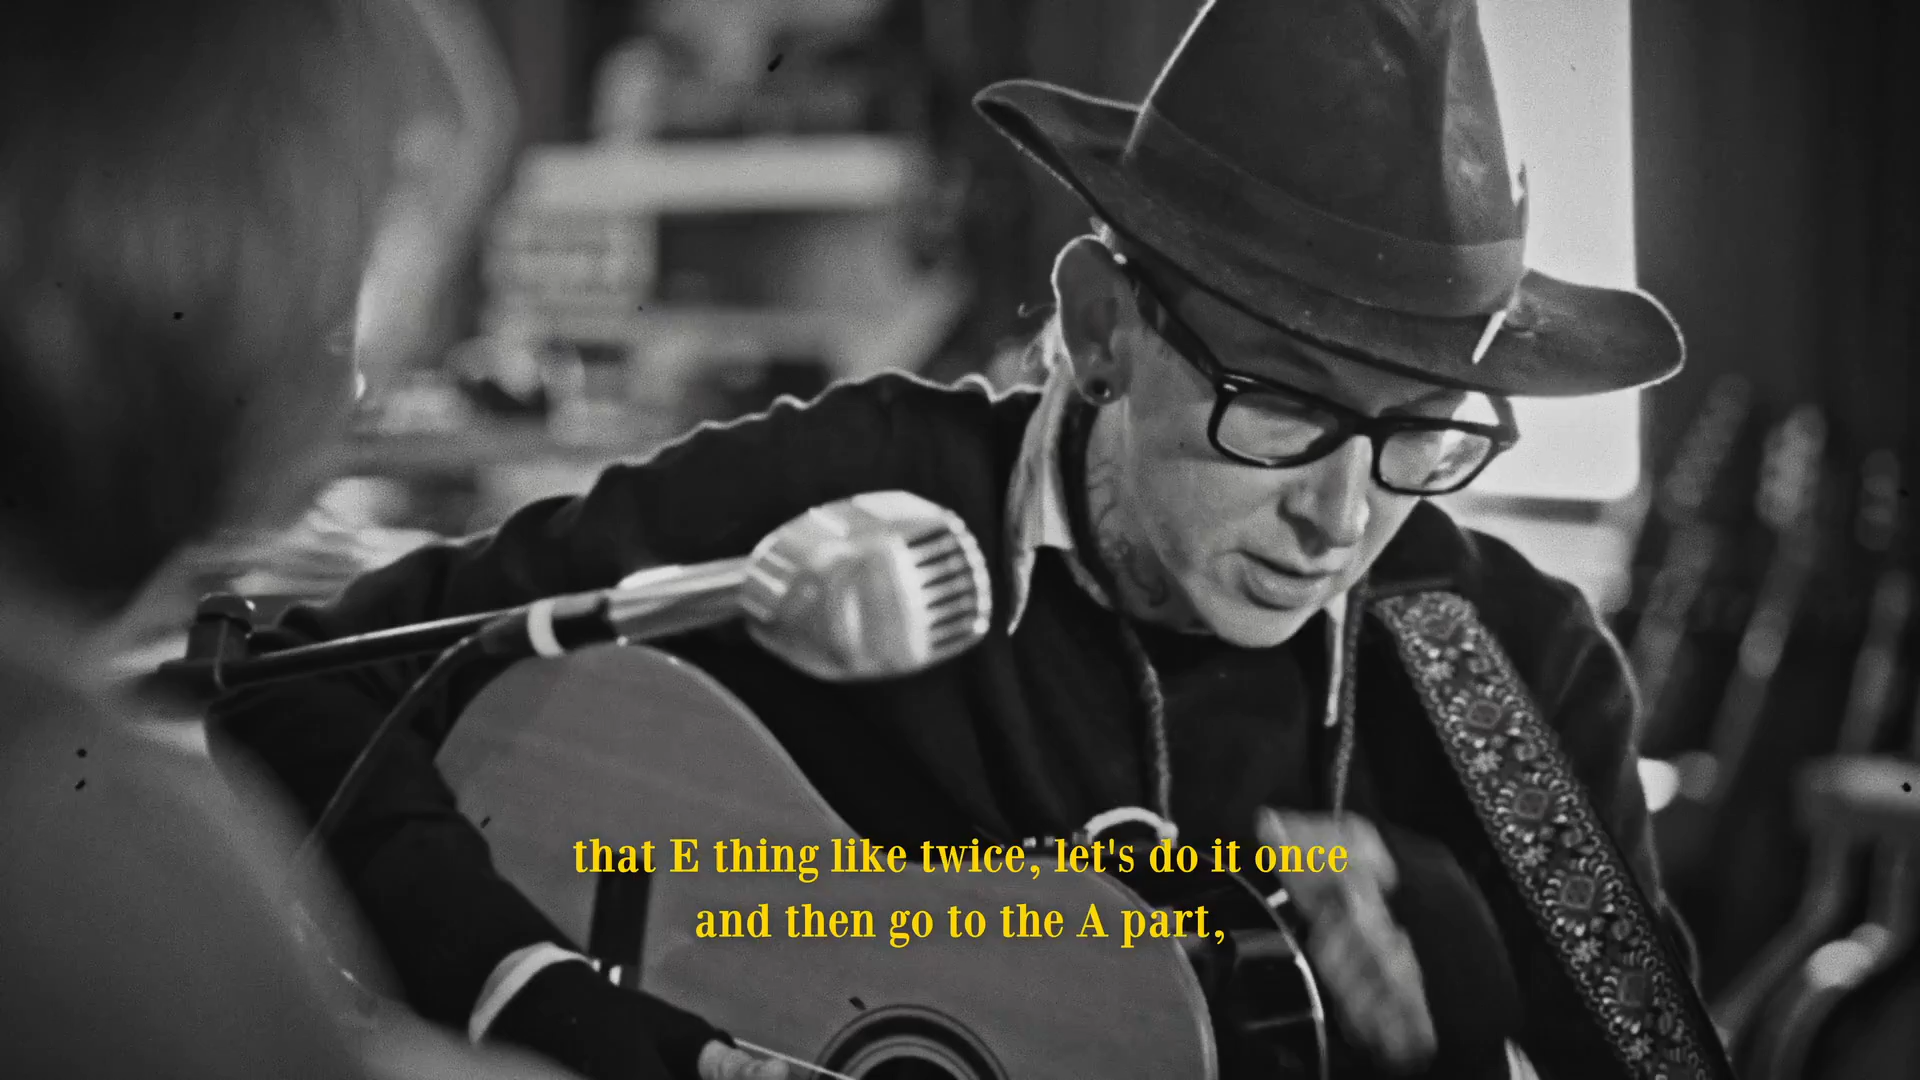 that E thing like twice, let's do it once
and then go to the A part,